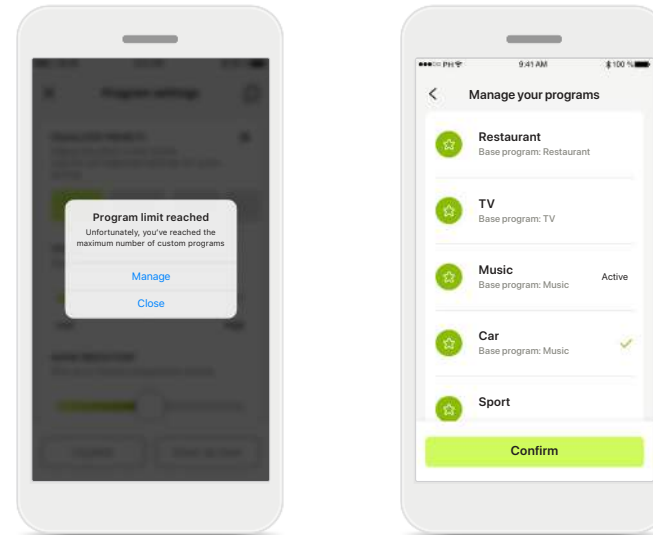 Program limit reached
Unfortunately, you've reached the
maximum number of custom programs
Manage
Close
PH
9:41 AM
100 %
Manage your programs
Restaurant
Base program: Restaurant
TV
Base program: TV
Music
Base program: Music
Active
Car
Base program: Music
Sport
Confirm